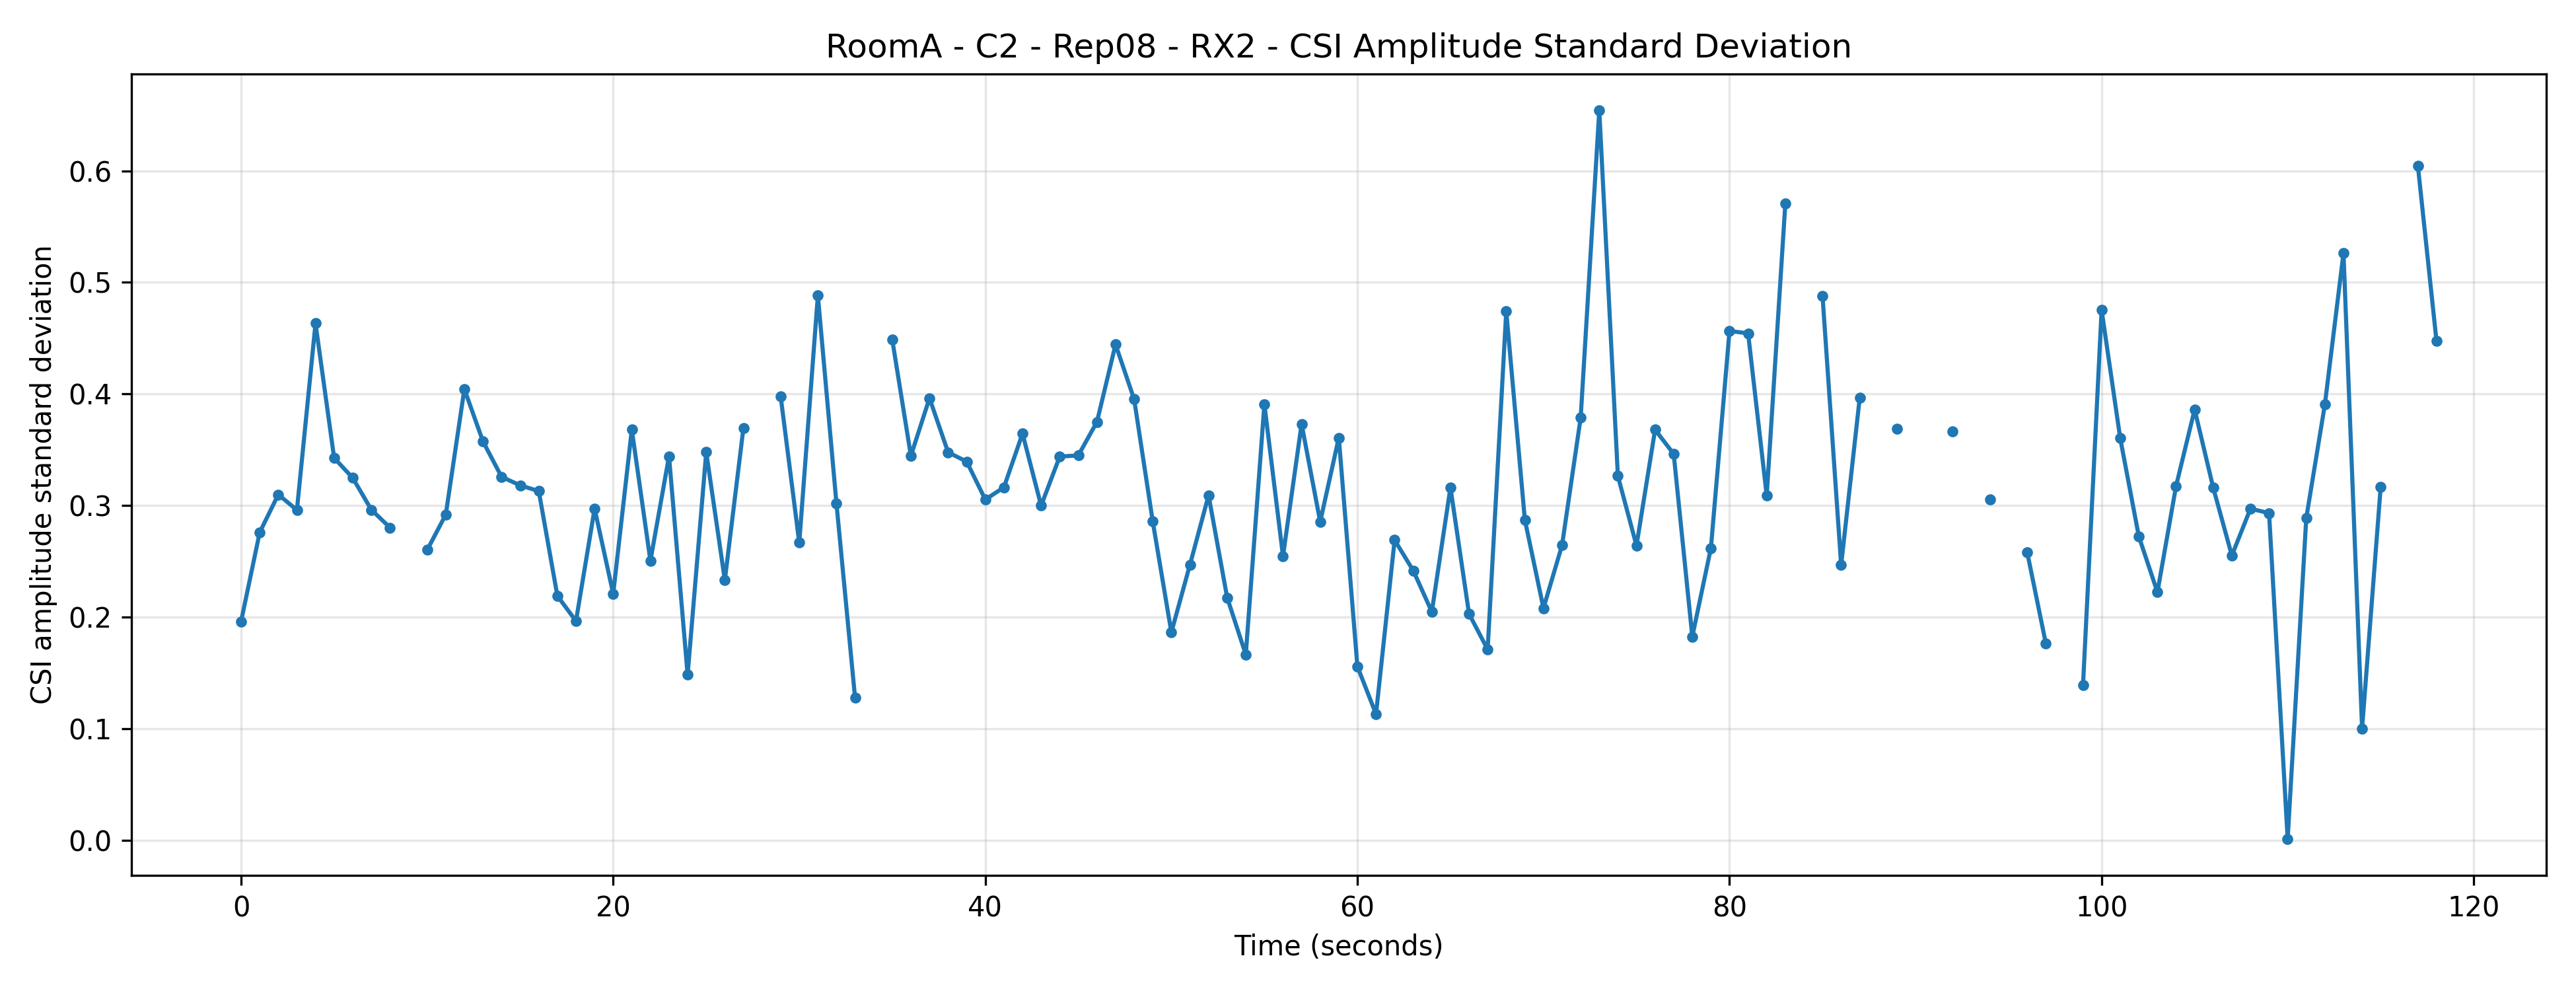 RoomA - C2 - Rep08 - RX2 - CSI Amplitude Standard Deviation
CSI amplitude standard deviation
0.6
0.5
0.4
0.3
0.2
0.1
0.0
0 20 40 60 80 100 120
Time (seconds)